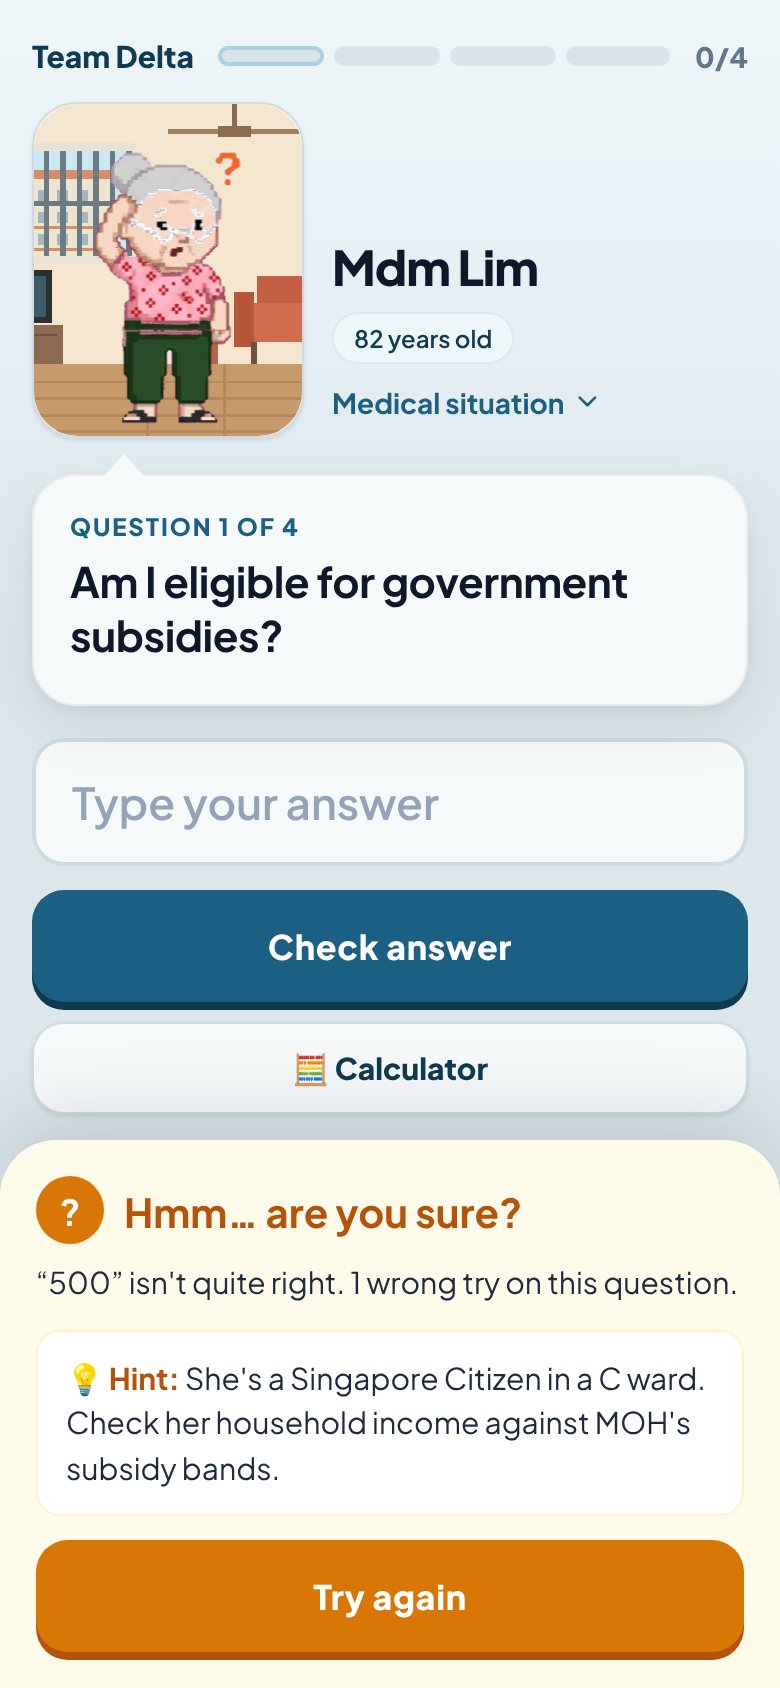 Team Delta
0/4
?
Mdm Lim
82 years old
Medical situation
QUESTION 1 OF 4
Am I eligible for government
subsidies?
Type your answer
Check answer
🧮 Calculator
?
Hmm… are you sure?
“500” isn't quite right. 1 wrong try on this question.
💡 Hint: She's a Singapore Citizen in a C ward.
Check her household income against MOH's
subsidy bands.
Try again